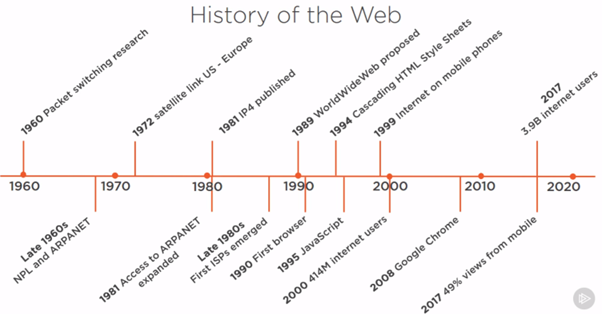 History of the Web
1960 Packet switching research
1972 satellite link US - Europe
1981 IP4 published
1989 WorldWideWeb proposed
1994 Cascading HTML Style Sheets
1999 Internet on mobile phones
2017
3.9B internet users
1960
1970
1980
1990
2000
2010
2020
Late 1960s
NPL and ARPANET
1981 Access to ARPANET
expanded
Late 1980s
First ISPs emerged
1990 First browser
1995 JavaScript
2000 414M internet users
2008 Google Chrome
2017 49% views from mobile